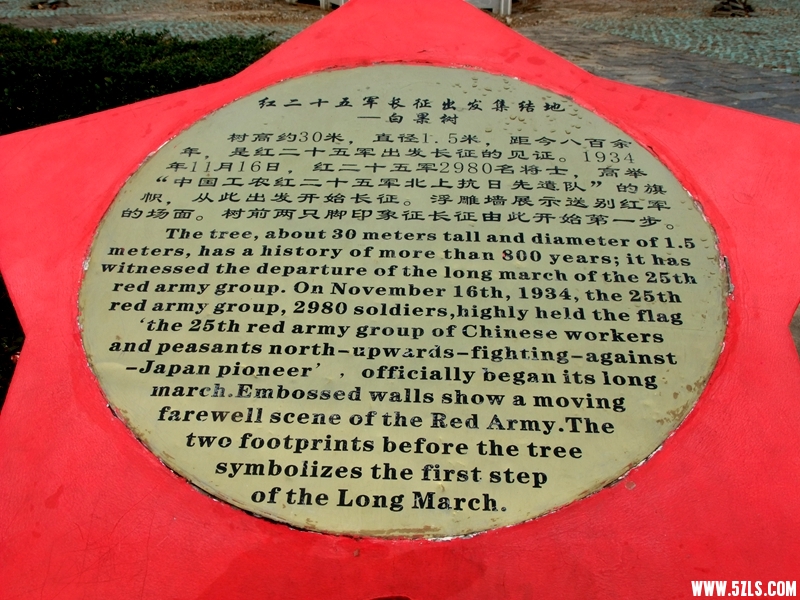 红二十五军长征出发集结地
—白果树
树高约30米，直径1.5米，距今八百余
年，是红二十五军出发长征的见证。1934
年11月16日，红二十五军2980名将士，高举
“中国工农红二十五军北上抗日先遣队”的旗
帜，从此出发开始长征。浮雕墙展示送别红军
的场面。树前两只脚印象征长征由此开始第一步。
The tree, about 30 meters tall and diameter of 1.5
meters, has a history of more than 800 years; it has
witnessed the departure of the long march of the 25th
red army group. On November 16th, 1934, the 25th
red army group, 2980 soldiers,highly held the flag
‘the 25th red army group of Chinese workers
and peasants north-upwards-fighting-against
-Japan pioneer’, officially began its long
march.Embossed walls show a moving
farewell scene of the Red Army.The
two footprints before the tree
symbolizes the first step
of the Long March.
WWW.5ZLS.COM